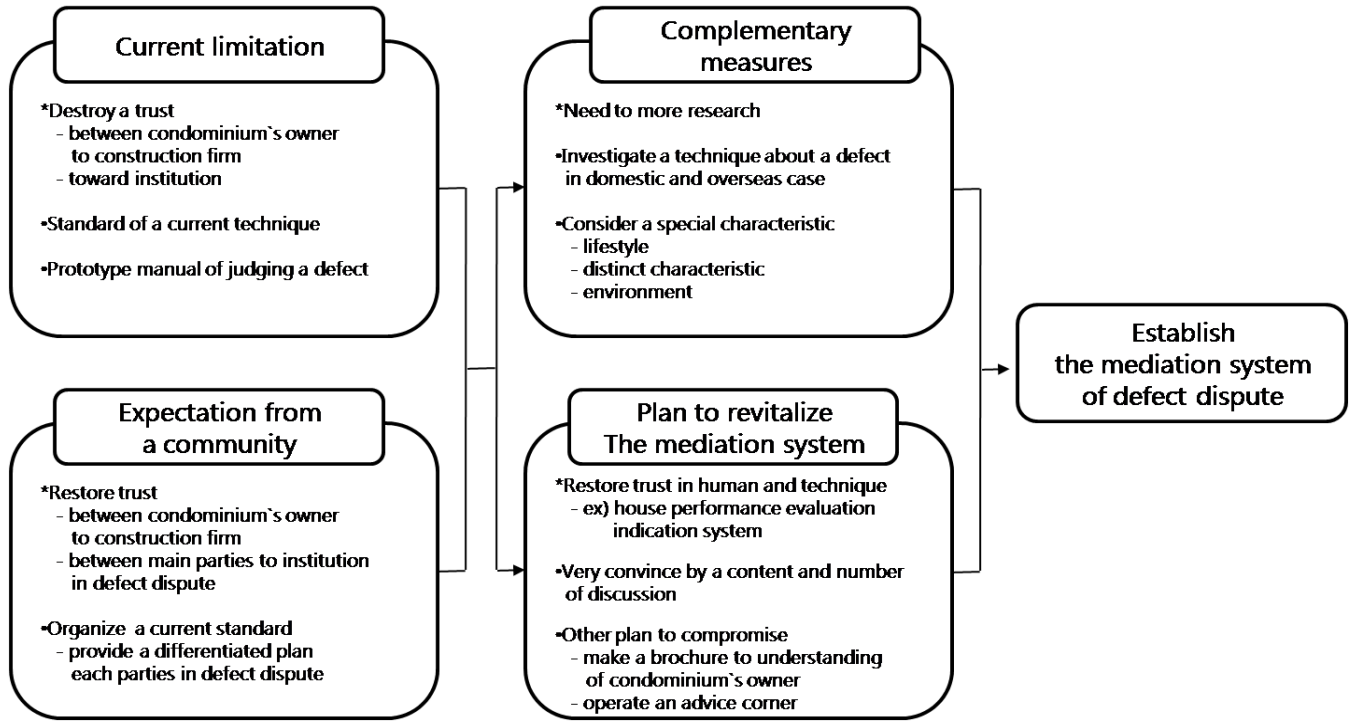 Current limitation
*Destroy a trust
- between condominium`s owner
to construction firm
- toward institution
•Standard of a current technique
•Prototype manual of judging a defect
Complementary
measures
*Need to more research
•Investigate a technique about a defect
in domestic and overseas case
•Consider a special characteristic
- lifestyle
- distinct characteristic
- environment
Expectation from
a community
*Restore trust
- between condominium`s owner
to construction firm
- between main parties to institution
in defect dispute
•Organize a current standard
- provide a differentiated plan
each parties in defect dispute
Plan to revitalize
The mediation system
*Restore trust in human and technique
- ex) house performance evaluation
indication system
•Very convince by a content and number
of discussion
•Other plan to compromise
- make a brochure to understanding
of condominium`s owner
- operate an advice corner
Establish
the mediation system
of defect dispute